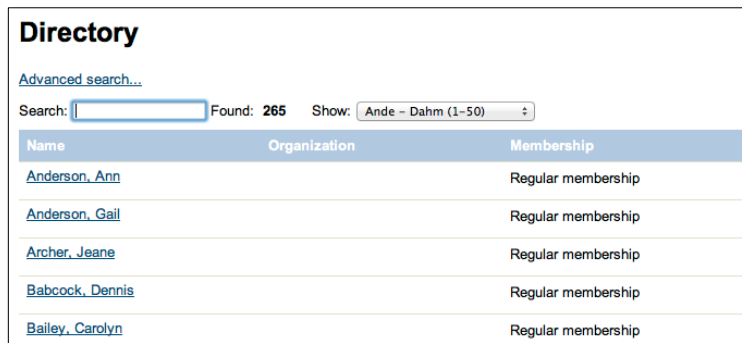 Directory
Advanced search...
Search: Found: 265 Show: Ande – Dahm (1–50)
Name Organization Membership
Anderson, Ann Regular membership
Anderson, Gail Regular membership
Archer, Jeane Regular membership
Babcock, Dennis Regular membership
Bailey, Carolyn Regular membership